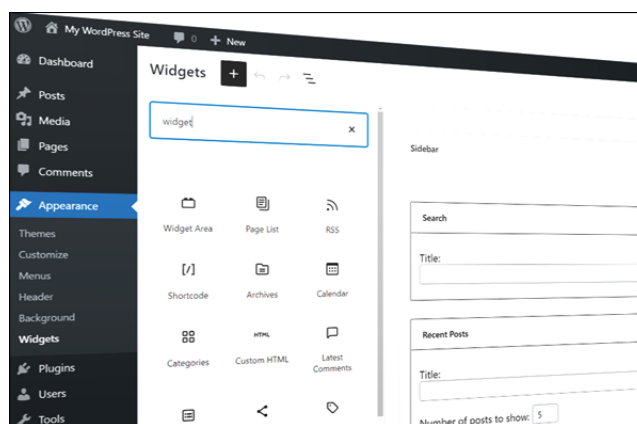 My WordPress Site 0 + New
Dashboard
Posts
Media
Pages
Comments
Appearance
Themes
Customize
Menus
Header
Background
Widgets
Plugins
Users
Tools
Widgets
widget
Widget Area Page List RSS
[/]
Shortcode Archives Calendar
HTML
Categories Custom HTML Latest
Comments
Sidebar
Search
Title:
Recent Posts
Title:
Number of posts to show: 5